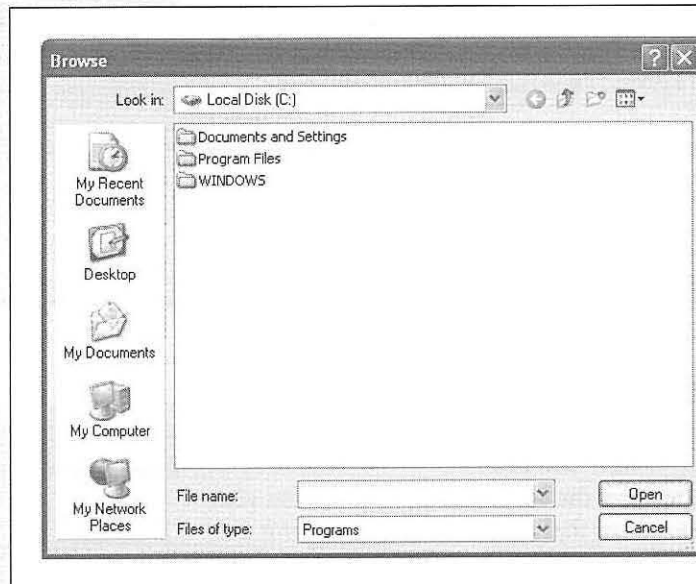 Browse
Look in:
Local Disk (C:)
Documents and Settings
Program Files
WINDOWS
My Recent
Documents
Desktop
My Documents
My Computer
My Network
Places
File name:
Open
Files of type:
Programs
Cancel